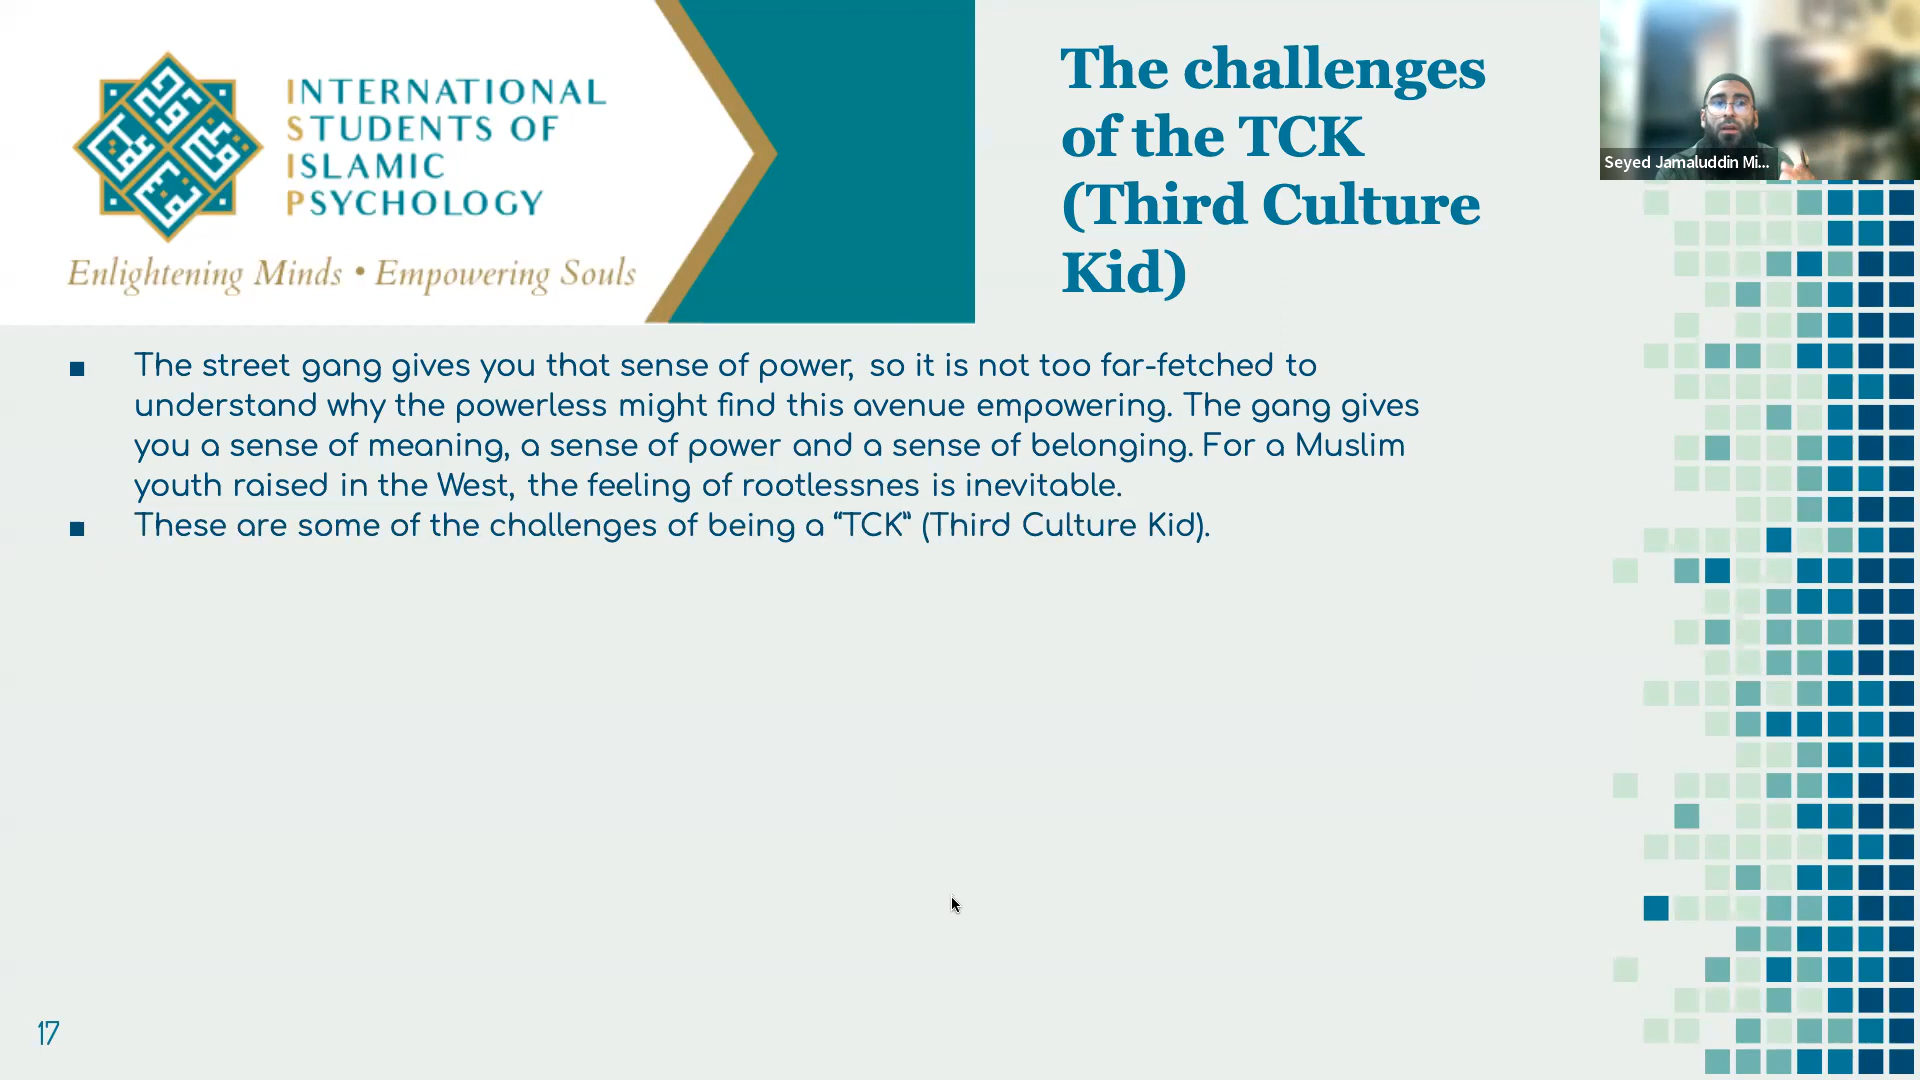 INTERNATIONAL
STUDENTS OF
ISLAMIC
PSYCHOLOGY
Enlightening Minds • Empowering Souls
The challenges
of the TCK
(Third Culture
Kid)
Seyed Jamaluddin Mi...
■ The street gang gives you that sense of power, so it is not too far-fetched to
understand why the powerless might find this avenue empowering. The gang gives
you a sense of meaning, a sense of power and a sense of belonging. For a Muslim
youth raised in the West, the feeling of rootlessnes is inevitable.
■ These are some of the challenges of being a “TCK” (Third Culture Kid).
17